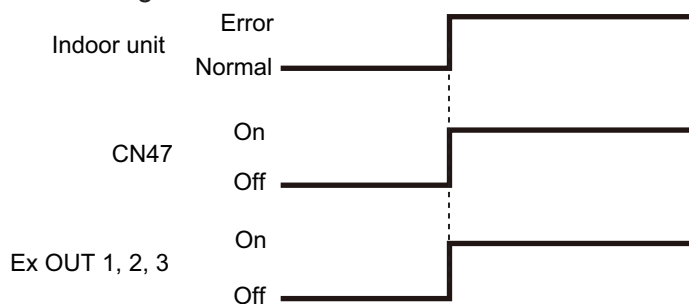 Error
Indoor unit
Normal
On
CN47
Off
On
Ex OUT 1, 2, 3
Off